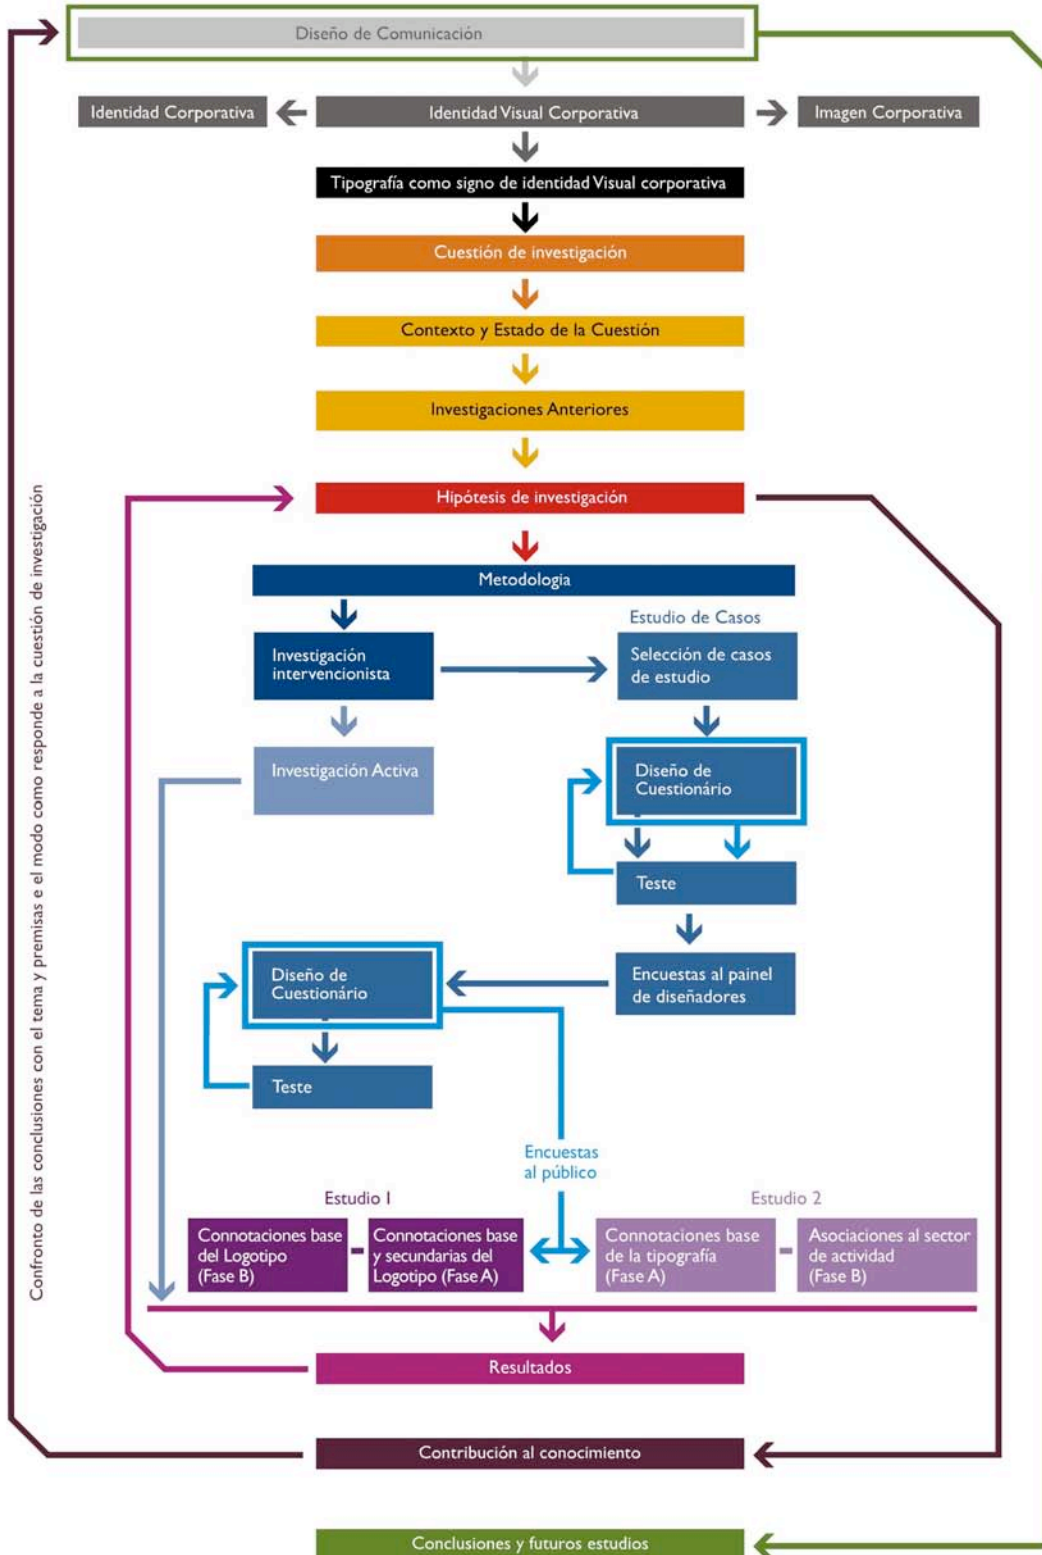 Diseño de Comunicación
Identidad Corporativa
Identidad Visual Corporativa
Imagen Corporativa
Tipografía como signo de identidad Visual corporativa
Cuestión de investigación
Contexto y Estado de la Cuestión
Investigaciones Anteriores
Hipótesis de investigación
Confronto de las conclusiones con el tema y premisas e el modo como responde a la cuestión de investigación
Metodologia
Estudio de Casos
Investigación
intervencionista
Selección de casos
de estudio
Investigación Activa
Diseño de
Cuestionário
Teste
Encuestas al painel
de diseñadores
Diseño de
Cuestionário
Teste
Encuestas
al público
Estudio 1
Estudio 2
Connotaciones base
del Logotipo
(Fase B)
Connotaciones base
y secundarias del
Logotipo (Fase A)
Connotaciones base
de la tipografía
(Fase A)
Asociaciones al sector
de actividad
(Fase B)
Resultados
Contribución al conocimiento
Conclusiones y futuros estudios